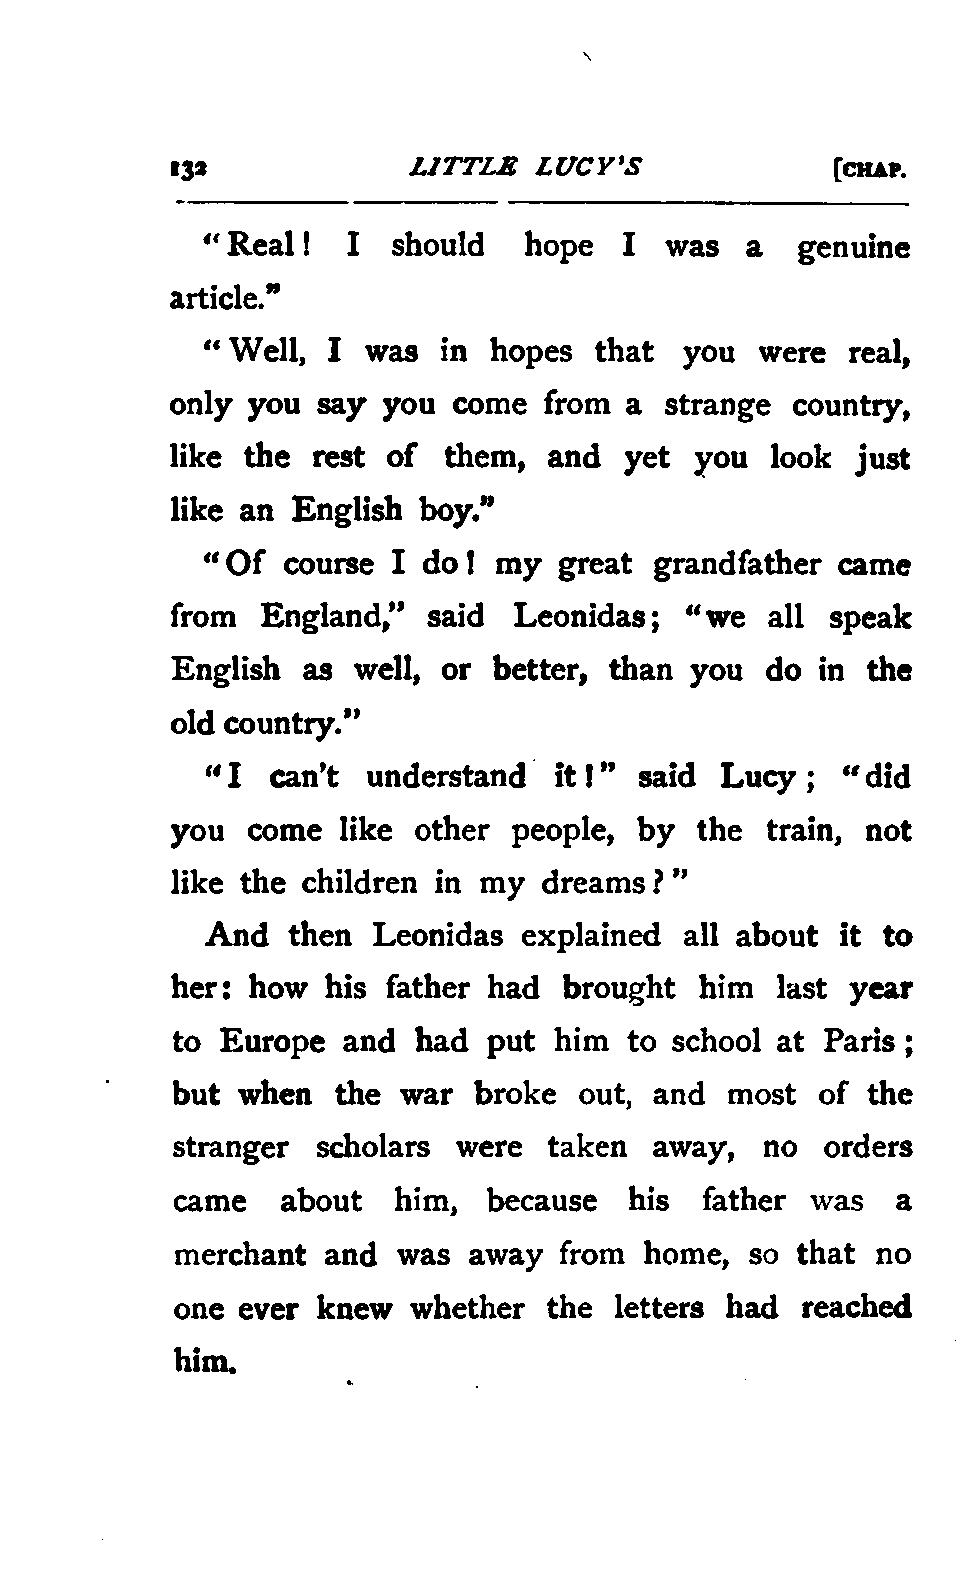 132 LITTLE LUCY'S [CHAP.
"Real! I should hope I was a genuine
article."
"Well, I was in hopes that you were real,
only you say you come from a strange country,
like the rest of them, and yet you look just
like an English boy."
"Of course I do! my great grandfather came
from England," said Leonidas; "we all speak
English as well, or better, than you do in the
old country."
"I can't understand it!" said Lucy; "did
you come like other people, by the train, not
like the children in my dreams?"
And then Leonidas explained all about it to
her: how his father had brought him last year
to Europe and had put him to school at Paris;
but when the war broke out, and most of the
stranger scholars were taken away, no orders
came about him, because his father was a
merchant and was away from home, so that no
one ever knew whether the letters had reached
him.